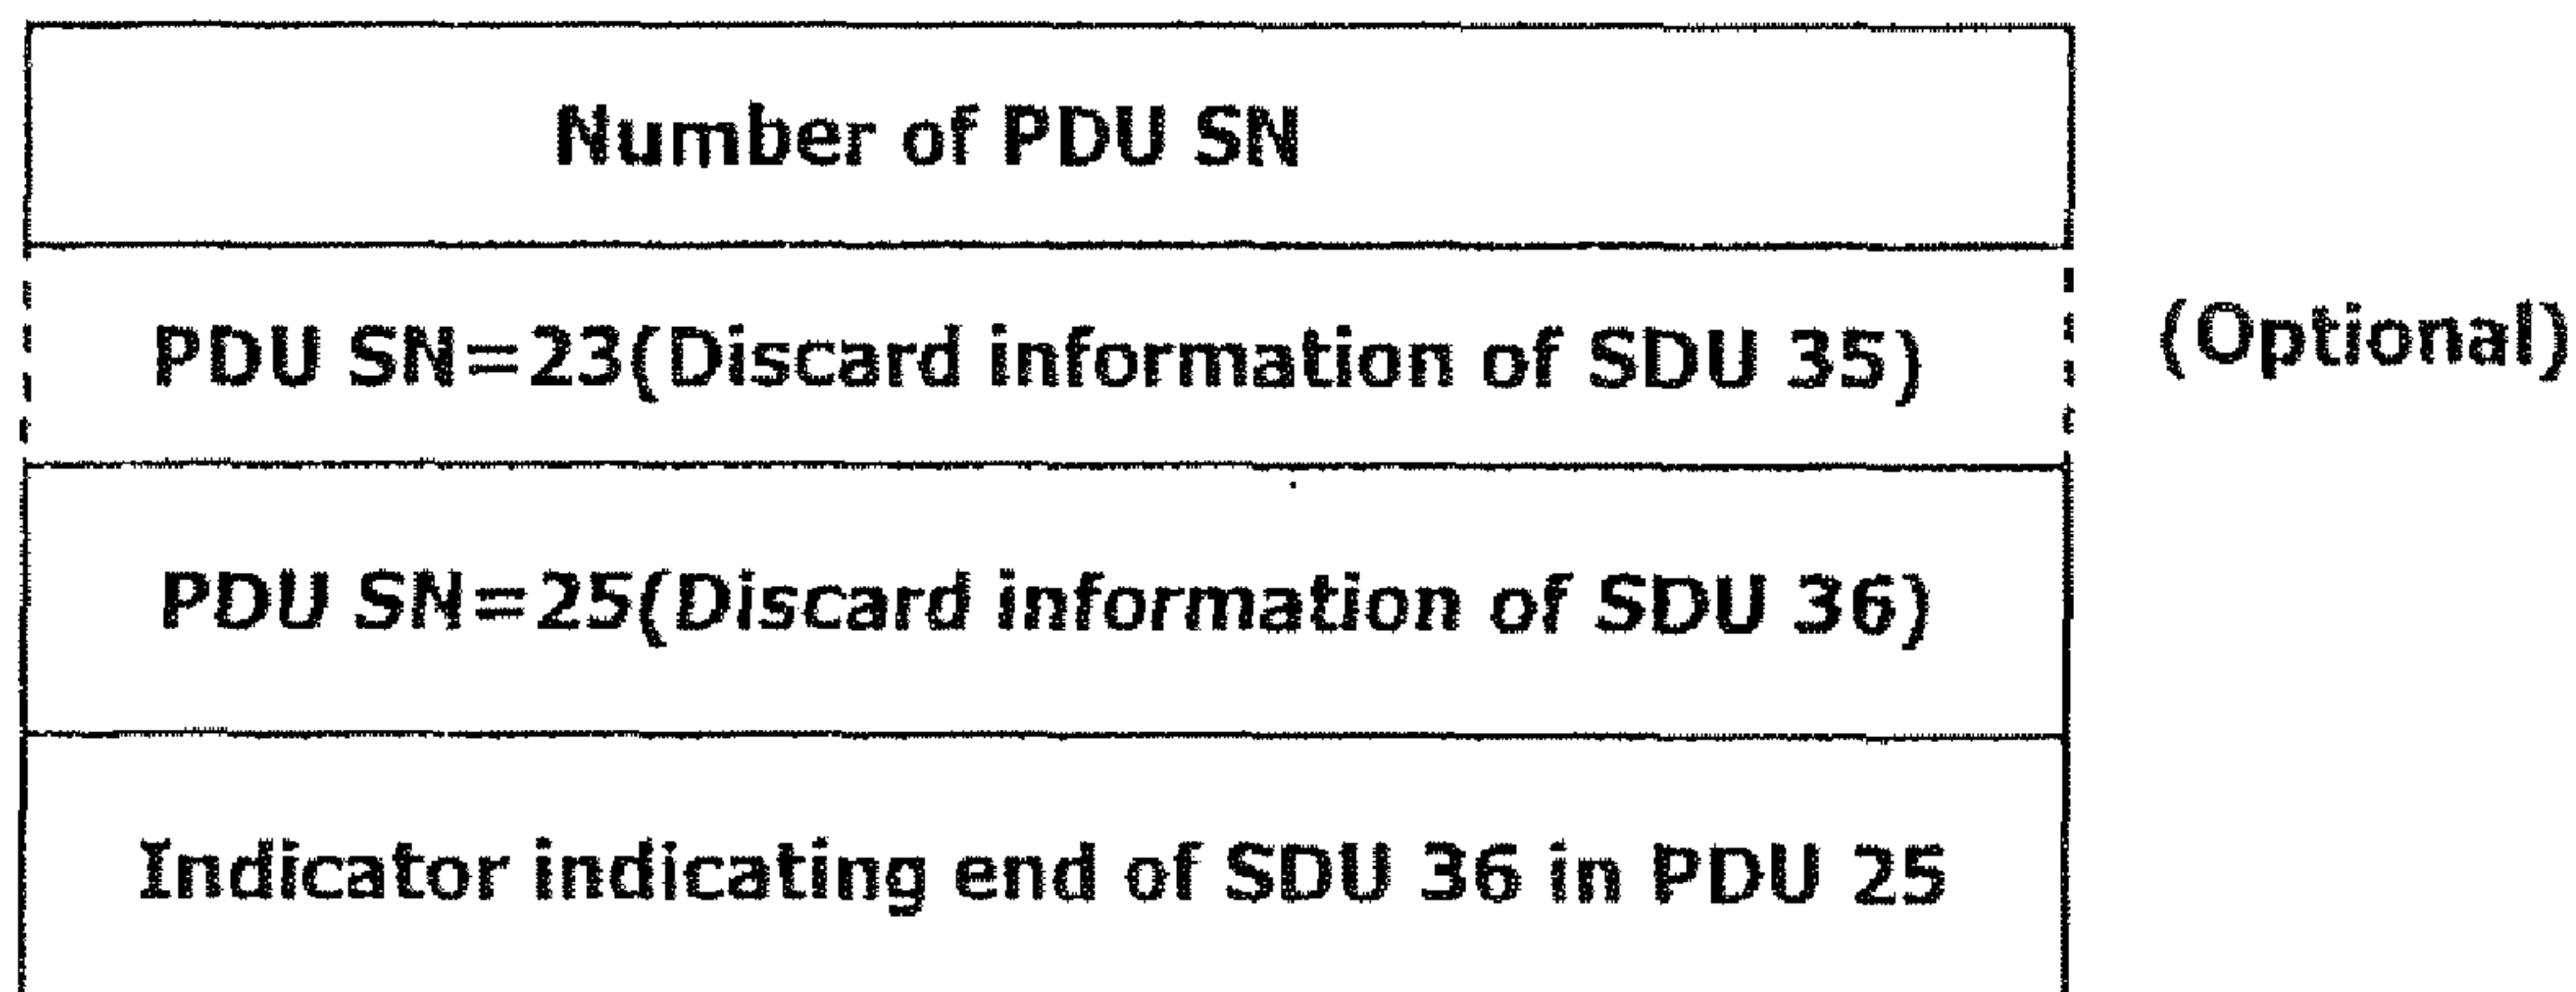 Number of PDU SN
PDU SN=23(Discard information of SDU 35) (Optional)
PDU SN=25(Discard information of SDU 36)
Indicator indicating end of SDU 36 in PDU 25